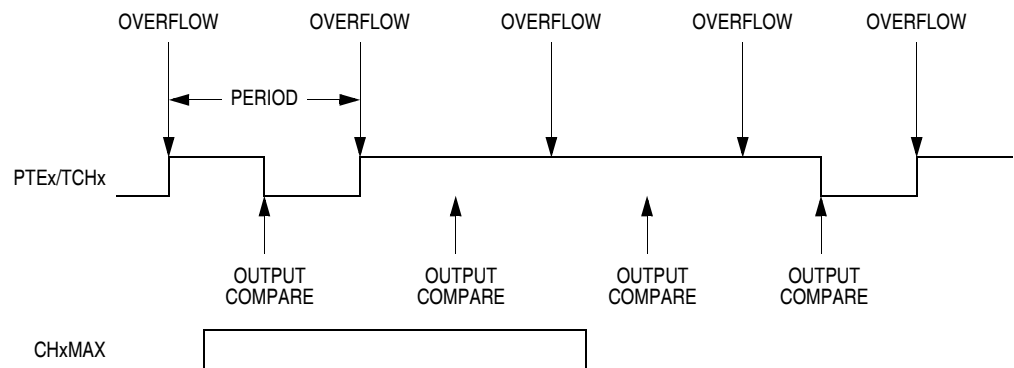 OVERFLOW OVERFLOW OVERFLOW OVERFLOW OVERFLOW
PERIOD
PTEx/TCHx
OUTPUT COMPARE
OUTPUT COMPARE
OUTPUT COMPARE
OUTPUT COMPARE
CHxMAX